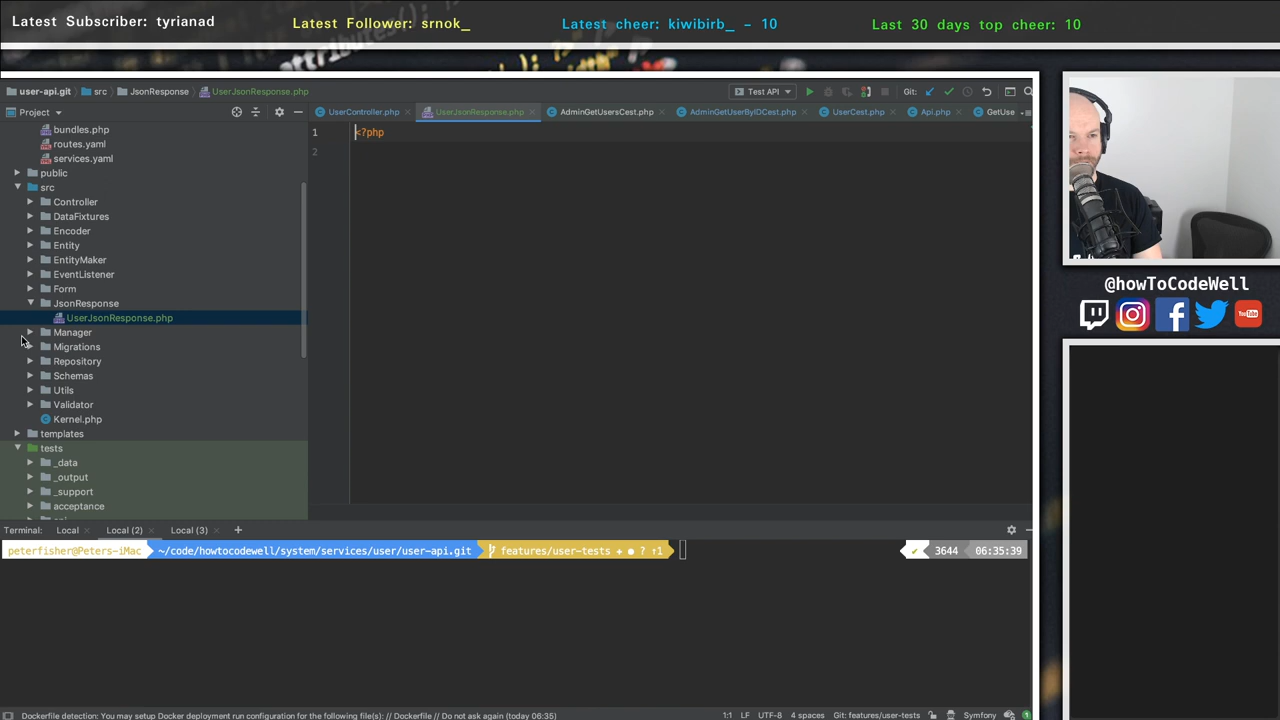 Latest Subscriber: tyrianad
Latest Follower: srnok_
Latest cheer: kiwibirb_ - 10
Last 30 days top cheer: 10
user-api.git src JsonResponse UserJsonResponse.php
Test API
Git:
Project
UserController.php UserJsonResponse.php AdminGetUsersCest.php AdminGetUserByIDCest.php UserCest.php Api.php GetUse
bundles.php
routes.yaml
services.yaml
public
src
Controller
DataFixtures
Encoder
Entity
EntityMaker
EventListener
Form
JsonResponse
UserJsonResponse.php
Manager
Migrations
Repository
Schemas
Utils
Validator
Kernel.php
templates
tests
_data
_output
_support
acceptance
1 <?php
2
@howToCodeWell
You Tube
Terminal: Local Local (2) Local (3) +
peterfisher@Peters-iMac ~/code/howtocodewell/system/services/user/user-api.git features/user-tests + ● ? ↑1 ✔ 3644 06:35:39
Dockerfile detection: You may setup Docker deployment run configuration for the following file(s): // Dockerfile // Do not ask again (today 06:35)
1:1 LF UTF-8 4 spaces Git: features/user-tests Symfony 1